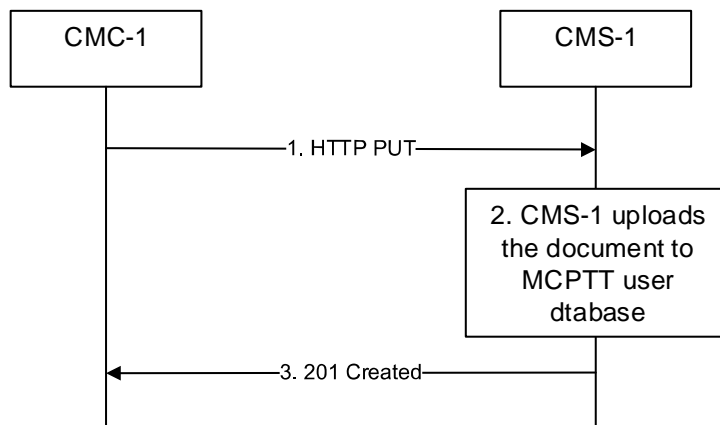 CMC-1
CMS-1
1. HTTP PUT
2. CMS-1 uploads
the document to
MCPTT user
dtabase
3. 201 Created